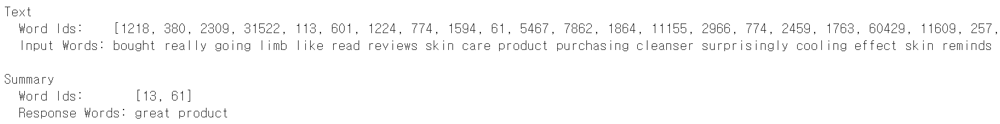 Text
Word Ids: [1218, 380, 2309, 31522, 113, 601, 1224, 774, 1594, 61, 5467, 7862, 1864, 11155, 2966, 774, 2459, 1763, 60429, 11609, 257,
Input Words: bought really going limb like read reviews skin care product purchasing cleanser surprisingly cooling effect skin reminds
Summary
Word Ids: [13, 61]
Response Words: great product